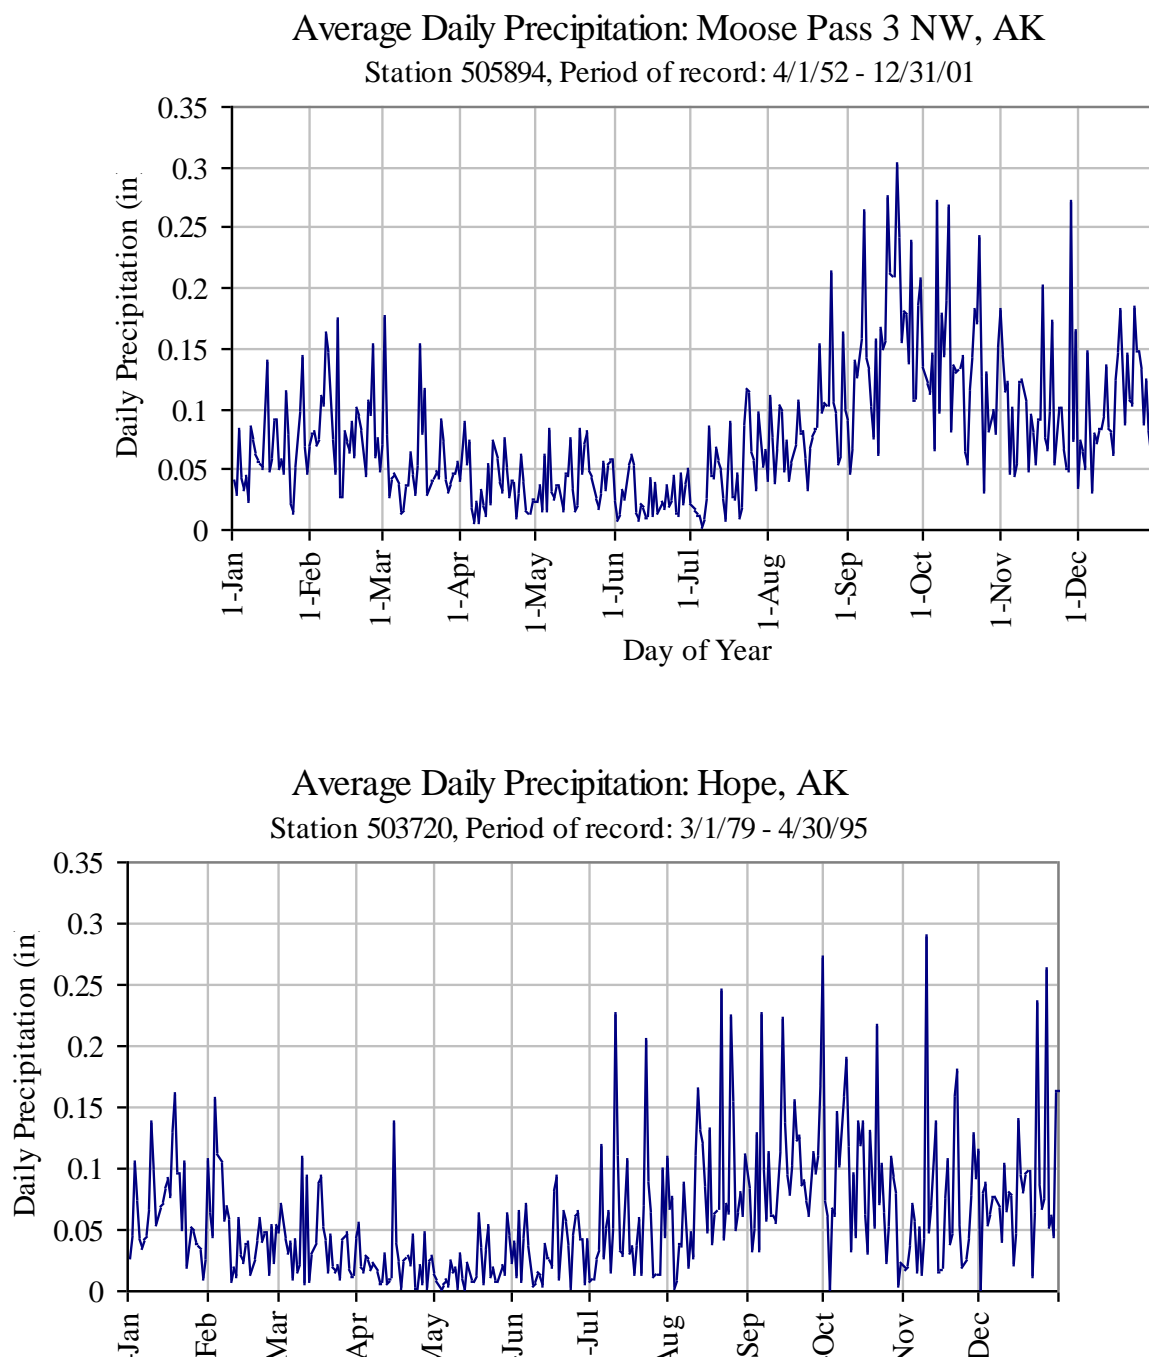 Average Daily Precipitation: Moose Pass 3 NW, AK
Station 505894, Period of record: 4/1/52 - 12/31/01
Daily Precipitation (in
0.35
0.3
0.25
0.2
0.15
0.1
0.05
0
1-Jan
1-Feb
1-Mar
1-Apr
1-May
1-Jun
1-Jul
1-Aug
1-Sep
1-Oct
1-Nov
1-Dec
Day of Year
Average Daily Precipitation: Hope, AK
Station 503720, Period of record: 3/1/79 - 4/30/95
Daily Precipitation (in
0.35
0.3
0.25
0.2
0.15
0.1
0.05
0
-Jan
Feb
Mar
Apr
May
-Jun
-Jul
Aug
Sep
Oct
Nov
Dec